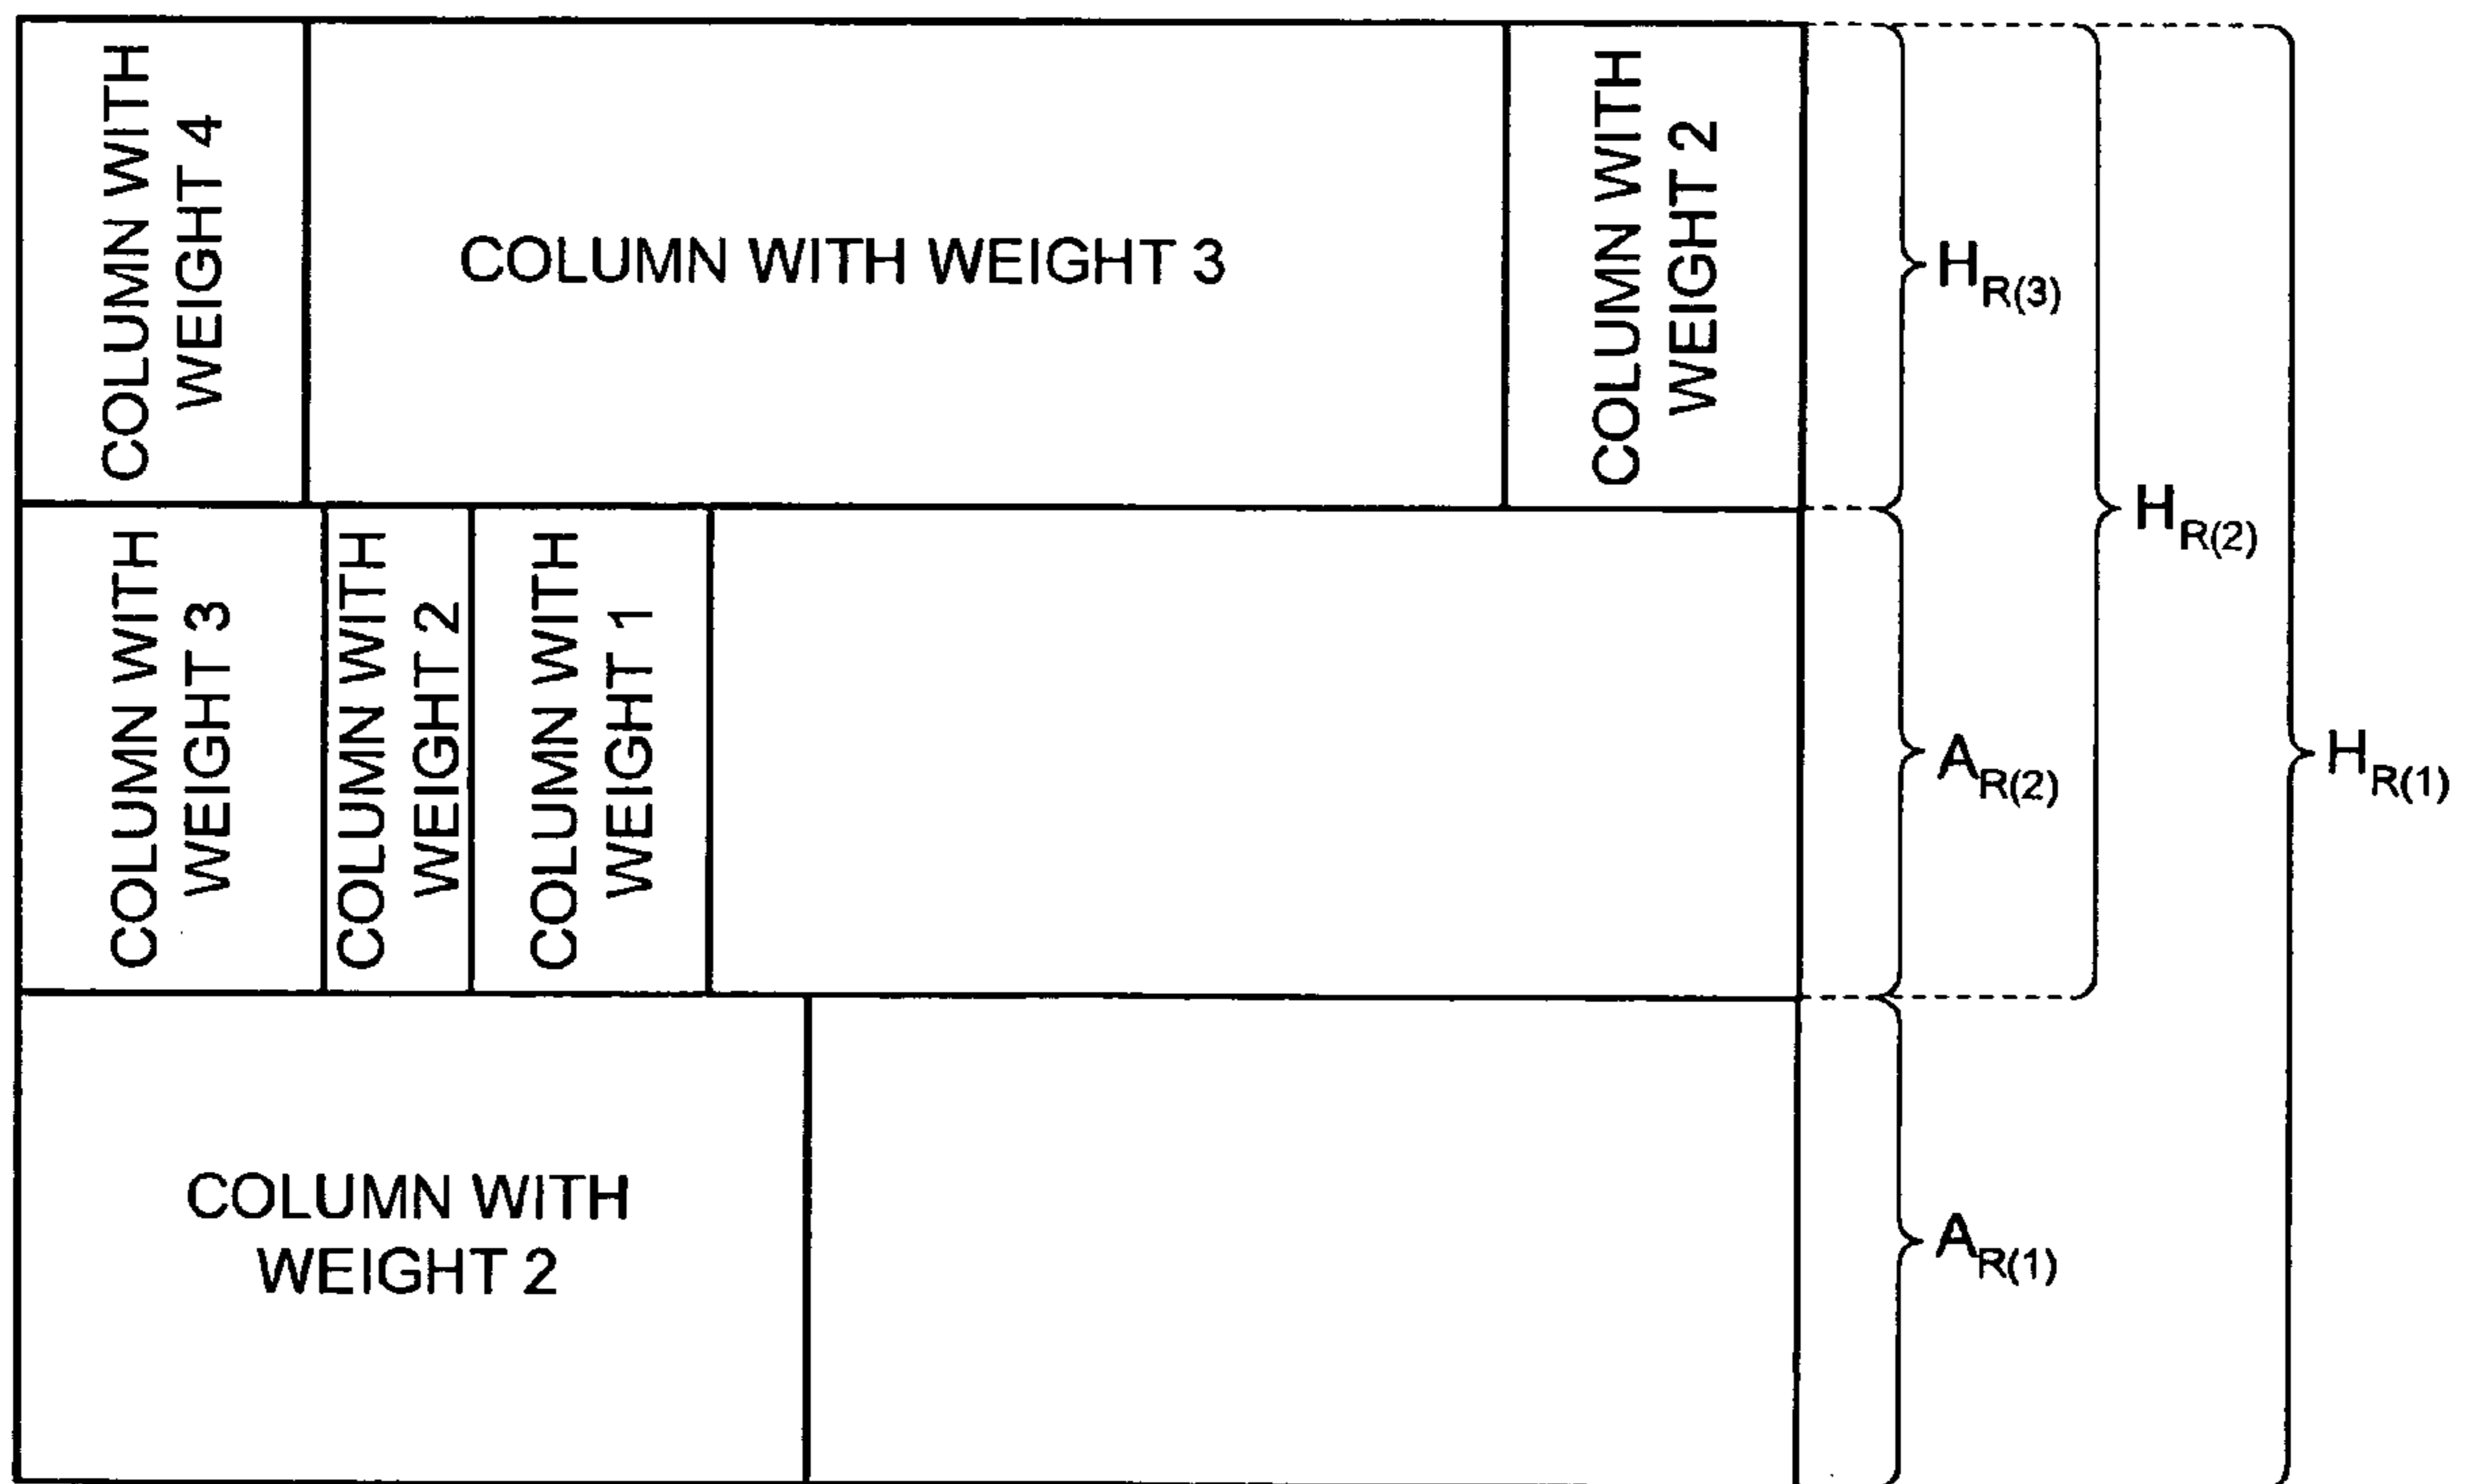 COLUMN WITH
WEIGHT 4
COLUMN WITH WEIGHT 3
COLUMN WITH
WEIGHT 2
H_R(3)
H_R(2)
COLUMN WITH
WEIGHT 3
COLUMN WITH
WEIGHT 2
COLUMN WITH
WEIGHT 1
A_R(2)
H_R(1)
COLUMN WITH
WEIGHT 2
A_R(1)